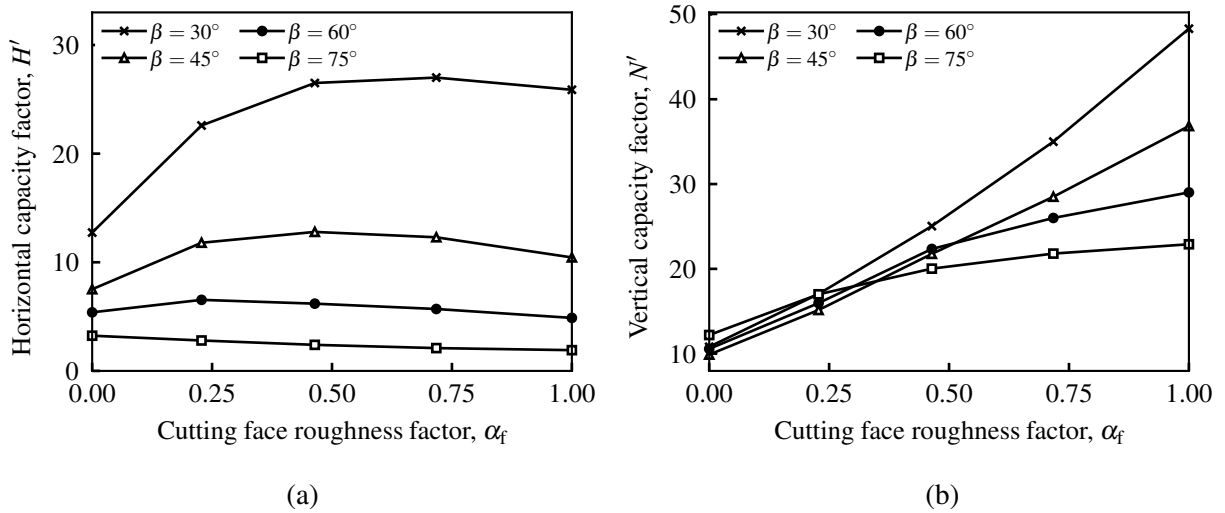 Horizontal capacity factor, H′
30
20
10
0
β = 30°
β = 45°
β = 60°
β = 75°
0.00 0.25 0.50 0.75 1.00
Cutting face roughness factor, αf
(a)
Vertical capacity factor, N′
50
40
30
20
10
β = 30°
β = 45°
β = 60°
β = 75°
0.00 0.25 0.50 0.75 1.00
Cutting face roughness factor, αf
(b)